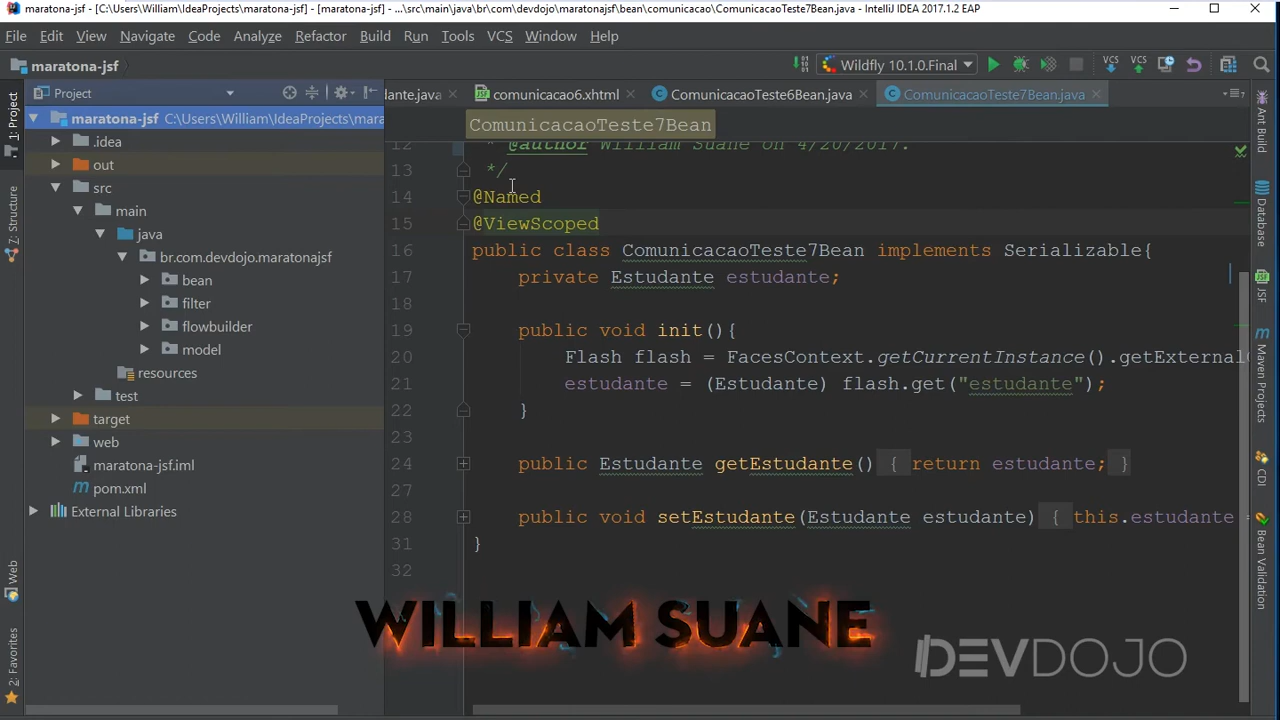 maratona-jsf - [C:\Users\William\IdeaProjects\maratona-jsf] - [maratona-jsf] - ...\src\main\java\br\com\devdojo\maratonajsf\bean\comunicacao\ComunicacaoTeste7Bean.java - IntelliJ IDEA 2017.1.2 EAP
File Edit View Navigate Code Analyze Refactor Build Run Tools VCS Window Help
maratona-jsf
Wildfly 10.1.0.Final
VCS VCS
Project
dante.java comunicacao6.xhtml ComunicacaoTeste6Bean.java ComunicacaoTeste7Bean.java
ComunicacaoTeste7Bean
maratona-jsf C:\Users\William\IdeaProjects\mara
.idea
out
src
main
java
br.com.devdojo.maratonajsf
bean
filter
flowbuilder
model
resources
test
target
web
maratona-jsf.iml
pom.xml
External Libraries
1: Project
7: Structure
Web
2: Favorites
12 * @author William Suane on 4/20/2017.
13 */
14 @Named
15 @ViewScoped
16 public class ComunicacaoTeste7Bean implements Serializable{
17 private Estudante estudante;
18
19 public void init(){
20 Flash flash = FacesContext.getCurrentInstance().getExternalC
21 estudante = (Estudante) flash.get("estudante");
22 }
23
24 public Estudante getEstudante() { return estudante; }
27
28 public void setEstudante(Estudante estudante) { this.estudante =
31 }
32
Ant Build
Database
JSF
Maven Projects
CDI
Bean Validation
WILLIAM SUANE
DEVDOJO